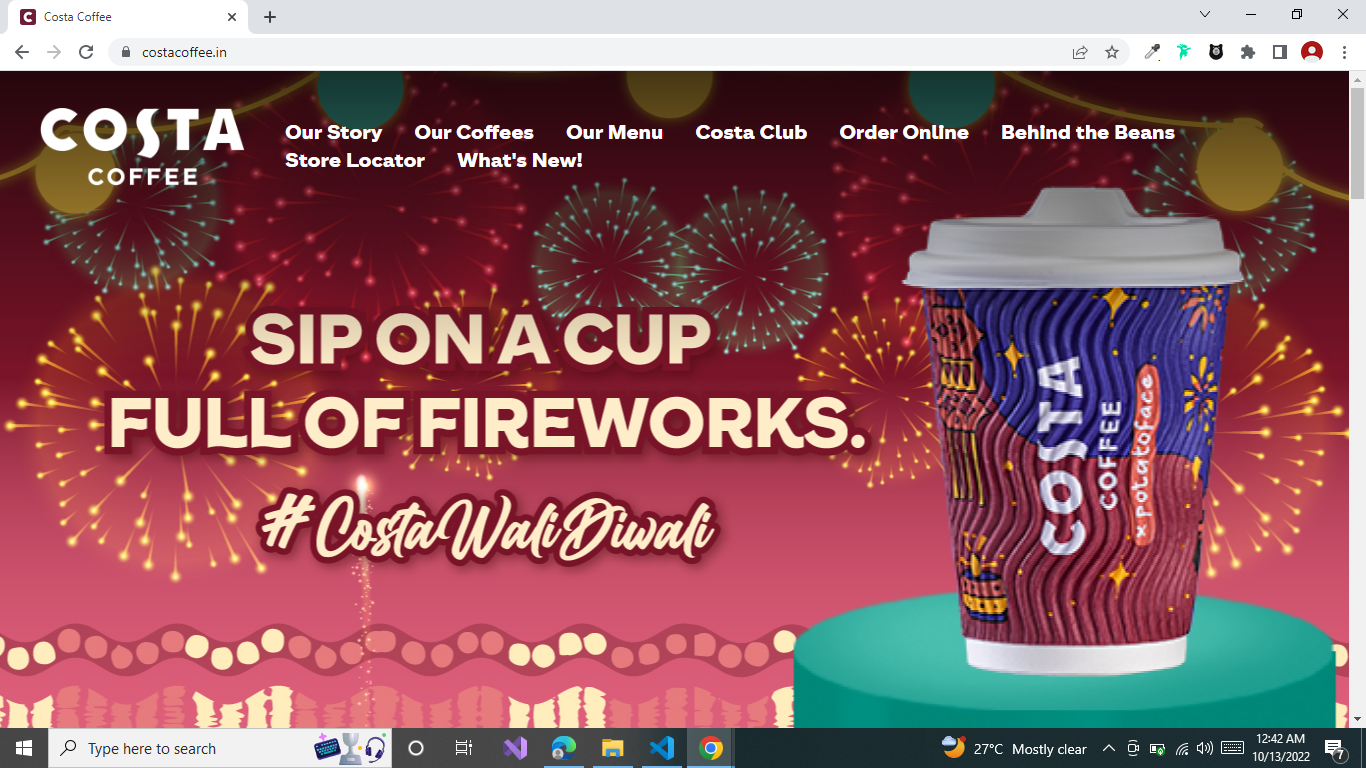 Costa Coffee
costacoffee.in
COSTA
COFFEE
Our Story Our Coffees Our Menu Costa Club Order Online Behind the Beans
Store Locator What's New!
SIP ON A CUP
FULL OF FIREWORKS.
#CostaWaliDiwali
COSTA
COFFEE
x potatoface
Type here to search
27°C Mostly clear
12:42 AM
10/13/2022
7